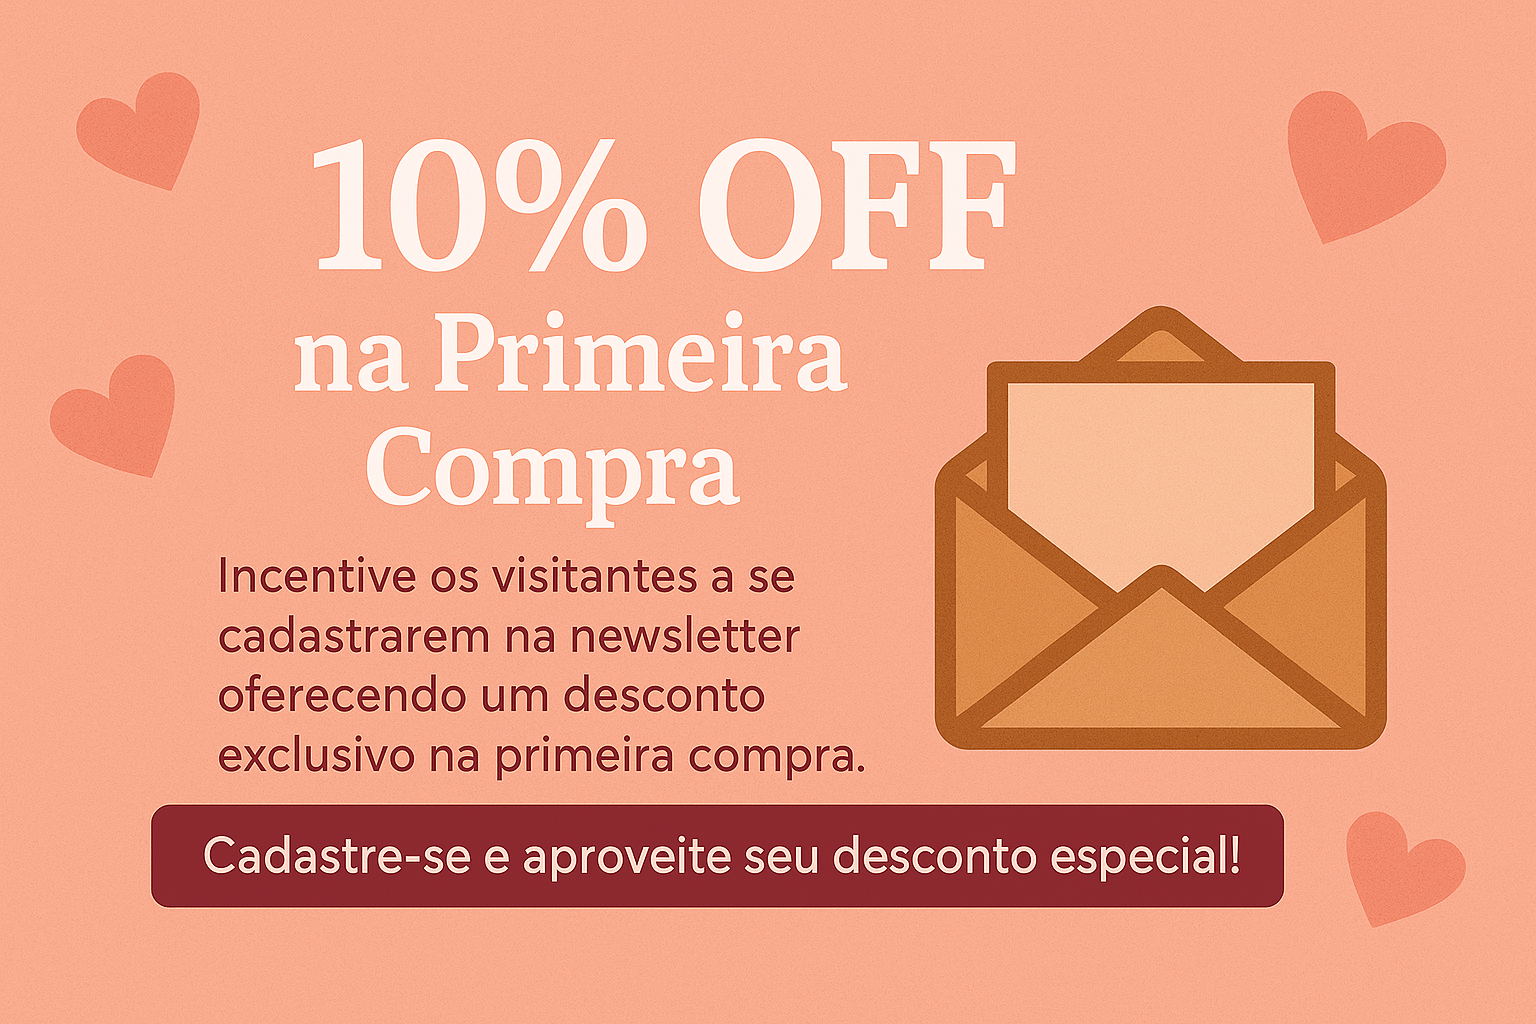 10% OFF
na Primeira
Compra
Incentive os visitantes a se
cadastrarem na newsletter
oferecendo um desconto
exclusivo na primeira compra.
Cadastre-se e aproveite seu desconto especial!